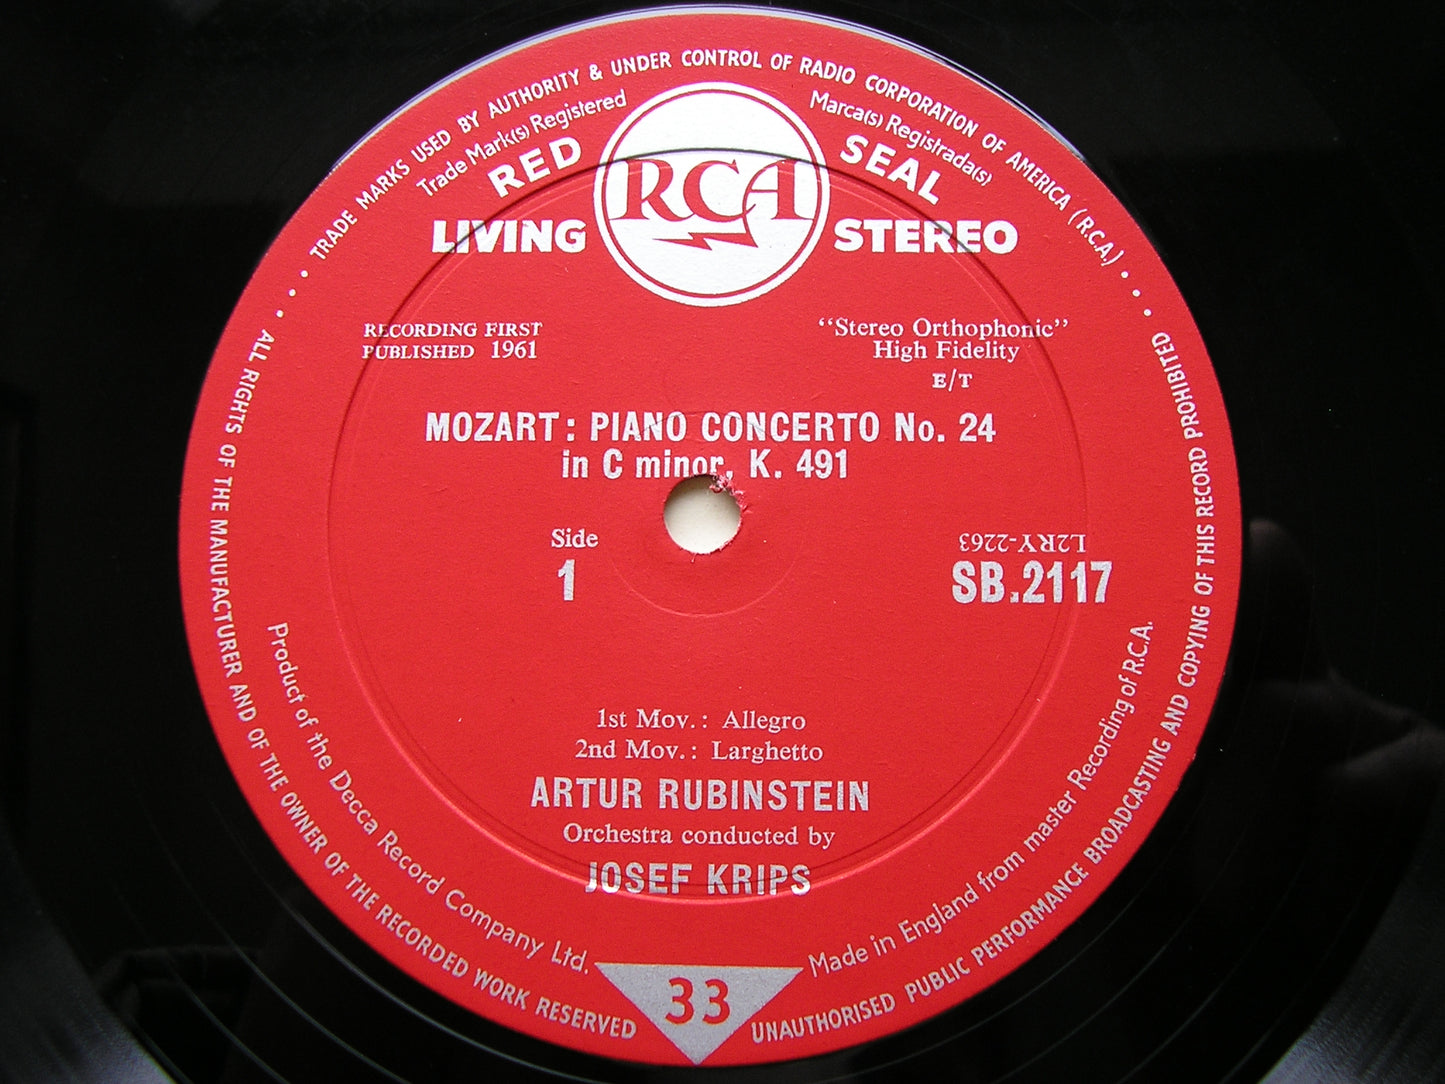 TRADE MARKS USED BY AUTHORITY & UNDER CONTROL OF RADIO CORPORATION OF AMERICA (R.C.A.)
Trade Mark(s) Registered
Marca(s) Registrada(s)
RED SEAL
RCA
LIVING STEREO
RECORDING FIRST
PUBLISHED 1961
"Stereo Orthophonic"
High Fidelity
E/T
MOZART: PIANO CONCERTO No. 24
in C minor, K. 491
Side
1
L2RY-2263
SB.2117
1st Mov.: Allegro
2nd Mov.: Larghetto
ARTUR RUBINSTEIN
Orchestra conducted by
JOSEF KRIPS
Product of the Decca Record Company Ltd.
Made in England from master Recording of R.C.A.
33
ALL RIGHTS OF THE MANUFACTURER AND OF THE OWNER OF THE RECORDED WORK RESERVED
UNAUTHORISED PUBLIC PERFORMANCE BROADCASTING AND COPYING OF THIS RECORD PROHIBITED